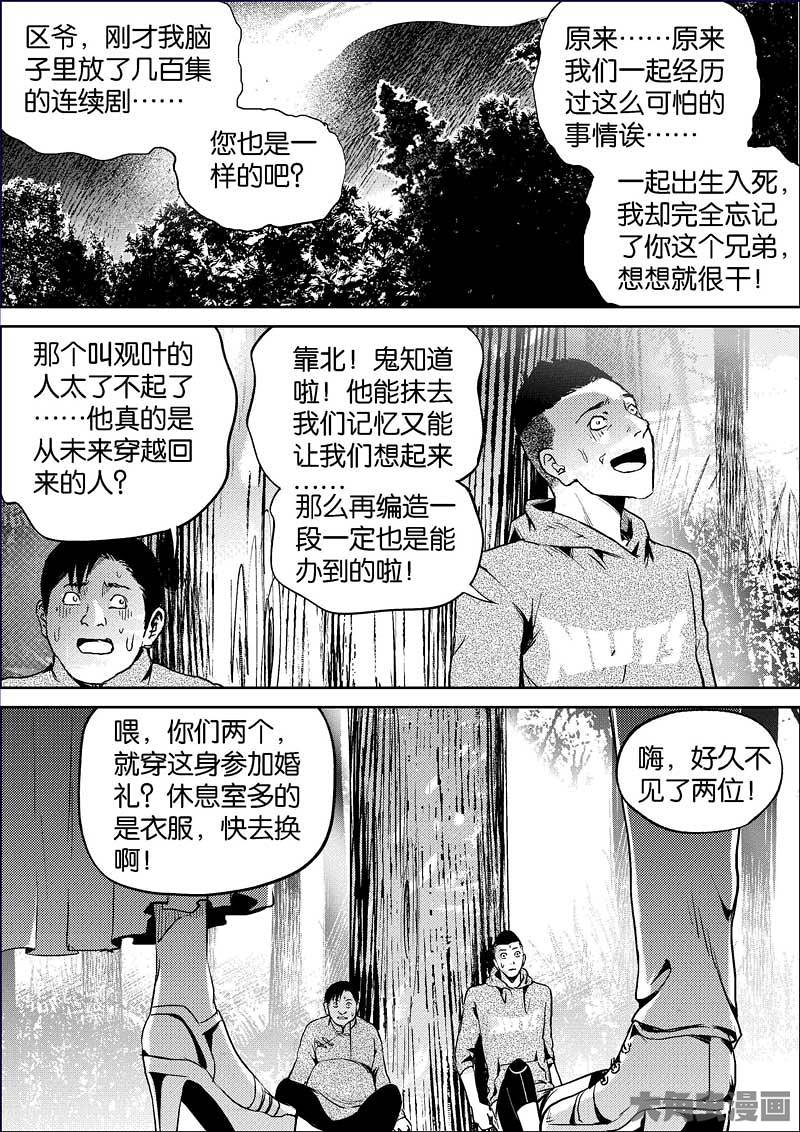 区爷，刚才我脑
子里放了几百集
的连续剧……
您也是一
样的吧？
原来……原来
我们一起经历
过这么可怕的
事情诶……
一起出生入死，
我却完全忘记
了你这个兄弟，
想想就很干！
那个叫观叶的
人太了不起了
……他真的是
从未来穿越回
来的人？
靠北！鬼知道
啦！他能抹去
我们记忆又能
让我们想起来
……
那么再编造一
段一定也是能
办到的啦！
NUTS
喂，你们两个，
就穿这身参加婚
礼？休息室多的
是衣服，快去换
啊！
嗨，好久不
见了两位！
NUTS
大角虫漫画